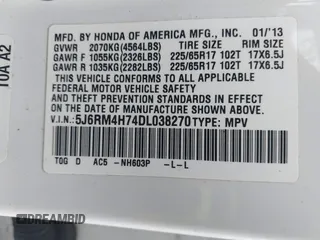 MFD. BY HONDA OF AMERICA MFG., INC. 01/'13
GVWR 2070KG(4564LBS) TIRE SIZE RIM SIZE
GAWR F 1055KG(2326LBS) 225/65R17 102T 17X6.5J
GAWR R 1035KG(2282LBS) 225/65R17 102T 17X6.5J
THIS VEHICLE CONFORMS TO ALL APPLICABLE
FEDERAL MOTOR VEHICLE SAFETY AND
THEFT PREVENTION STANDARDS IN EFFECT ON
THE DATE OF MANUFACTURE SHOWN ABOVE.
V.I.N:5J6RM4H74DL038270 TYPE: MPV
TOG D AC5 -NH603P -L-L
T0A A2
© BIDAMERICA